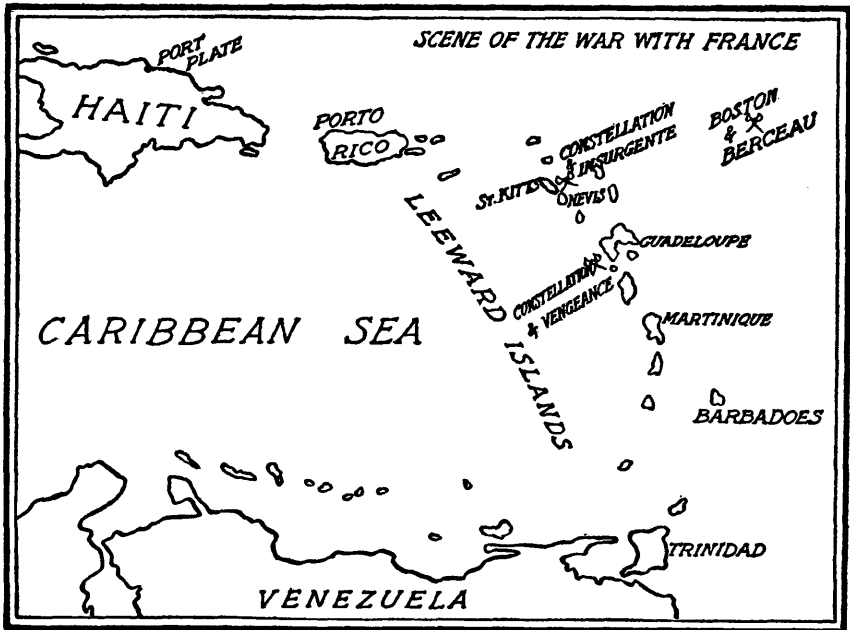 SCENE OF THE WAR WITH FRANCE
PORT
PLATE
HAITI
PORTO
RICO
CONSTELLATION
&
INSURGENTE
BOSTON
&
BERCEAU
ST. KITTS
NEVIS
LEEWARD ISLANDS
GUADELOUPE
CONSTELLATION
& VENGEANCE
MARTINIQUE
CARIBBEAN SEA
BARBADOES
TRINIDAD
VENEZUELA